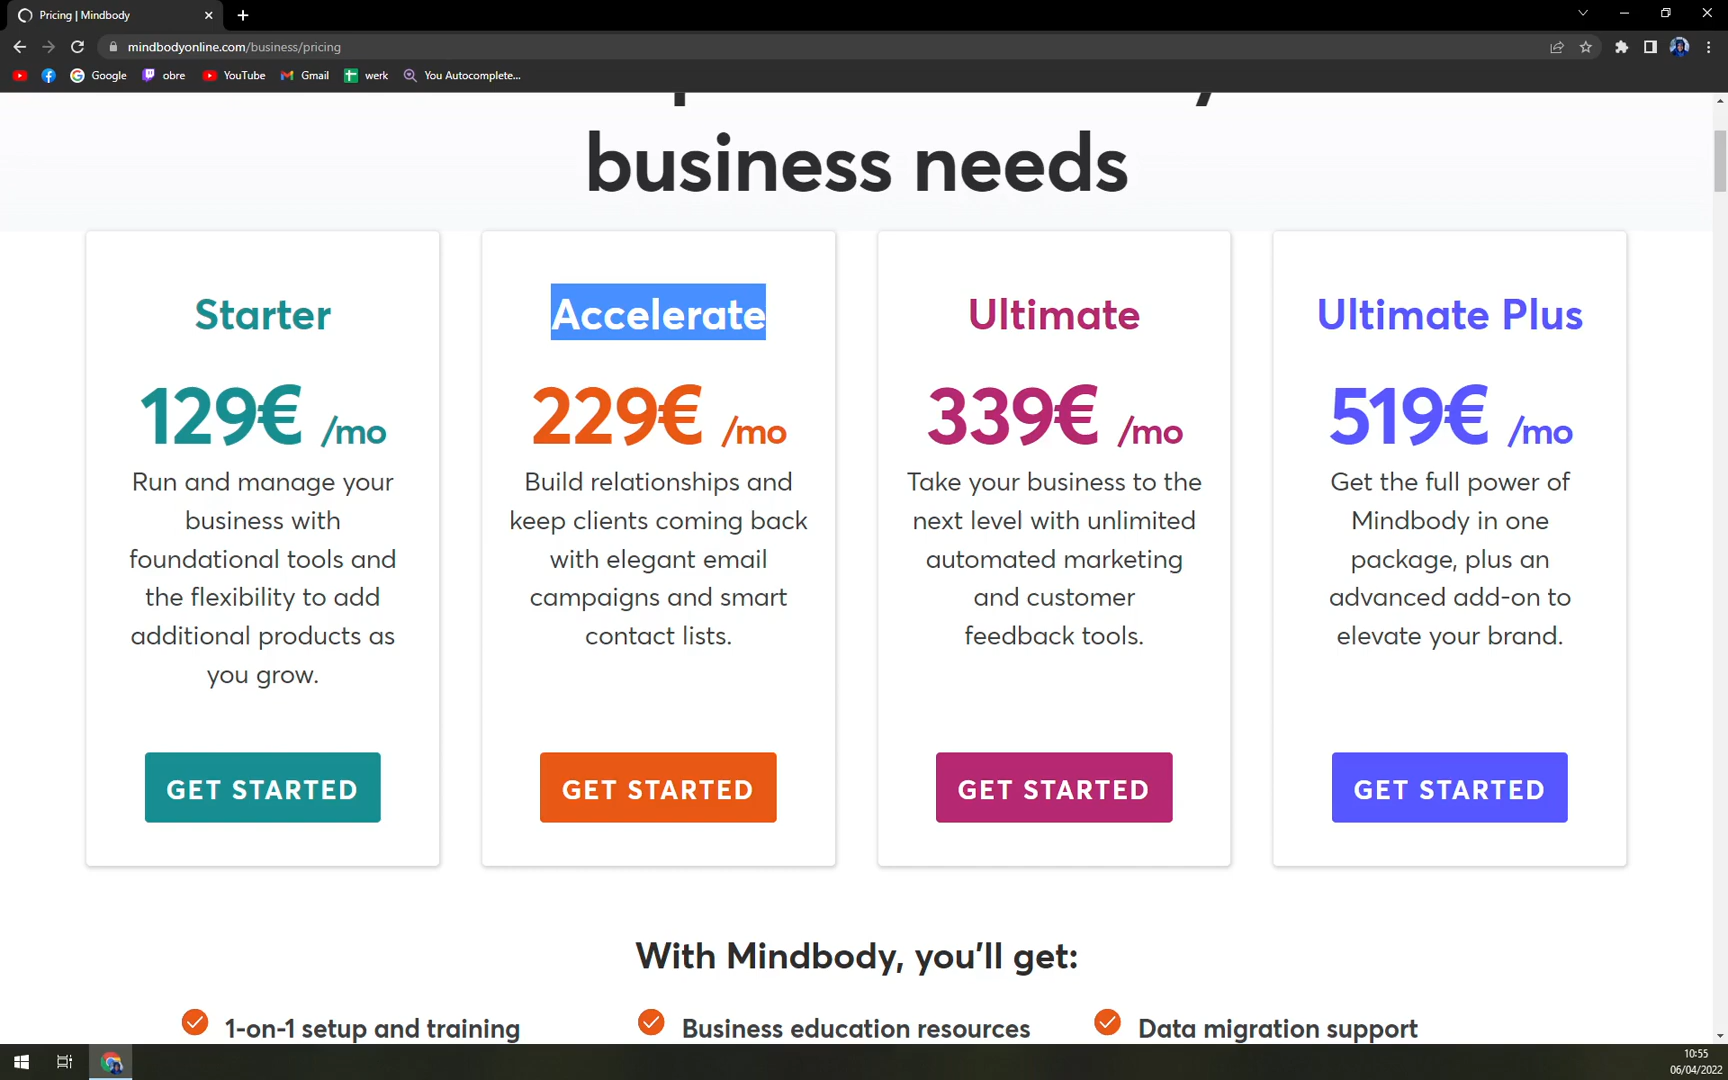 Pricing | Mindbody
mindbodyonline.com/business/pricing
Google
obre
YouTube
Gmail
werk
You Autocomplete...
business needs
Starter
129€ /mo
Run and manage your
business with
foundational tools and
the flexibility to add
additional products as
you grow.
GET STARTED
Accelerate
229€ /mo
Build relationships and
keep clients coming back
with elegant email
campaigns and smart
contact lists.
GET STARTED
Ultimate
339€ /mo
Take your business to the
next level with unlimited
automated marketing
and customer
feedback tools.
GET STARTED
Ultimate Plus
519€ /mo
Get the full power of
Mindbody in one
package, plus an
advanced add-on to
elevate your brand.
GET STARTED
With Mindbody, you'll get:
1-on-1 setup and training
Business education resources
Data migration support
10:55
06/04/2022